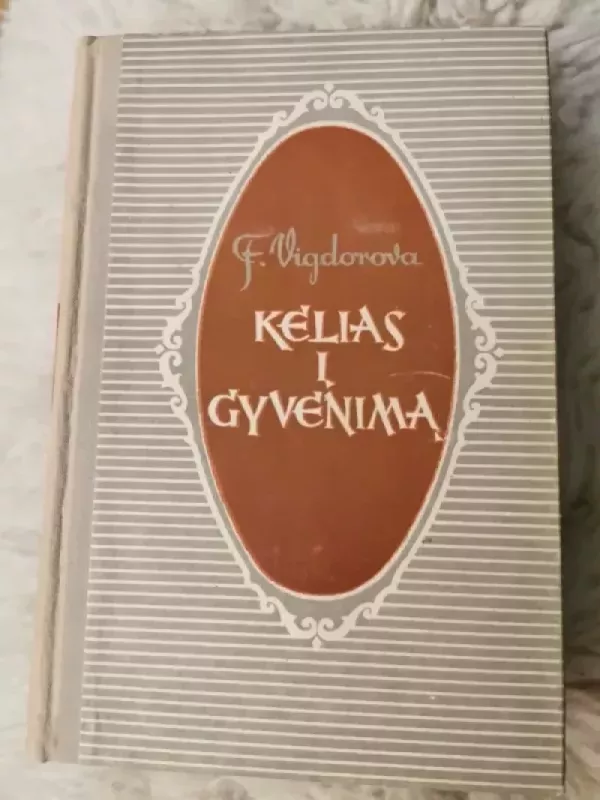 F. Vigdorova
KELIAS
Į
GYVENIMĄ